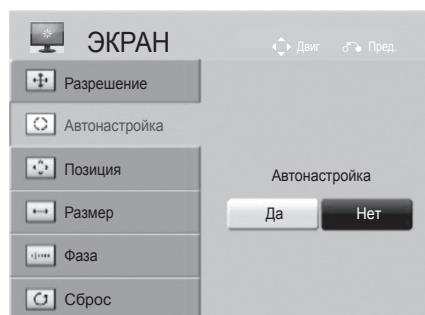 ЭКРАН
Двиг
Пред.
Разрешение
Автонастройка
Позиция
Размер
Фаза
Сброс
Автонастройка
Да
Нет